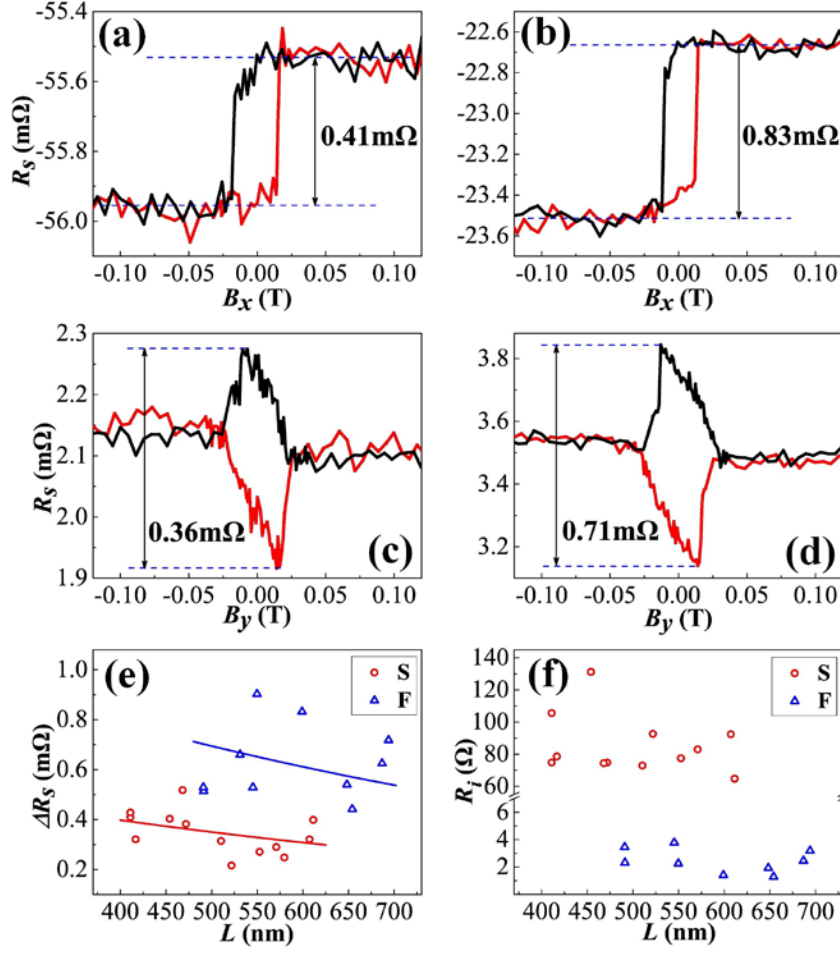 (a)
-55.4
-55.6
-55.8
-56.0
R_S (mΩ)
0.41mΩ
-0.10 -0.05 0.00 0.05 0.10
B_x (T)
(b)
-22.6
-22.8
-23.0
-23.2
-23.4
-23.6
0.83mΩ
-0.10 -0.05 0.00 0.05 0.10
B_x (T)
2.3
2.2
2.1
2.0
1.9
R_S (mΩ)
0.36mΩ
(c)
-0.10 -0.05 0.00 0.05 0.10
B_y (T)
3.8
3.6
3.4
3.2
0.71mΩ
(d)
-0.10 -0.05 0.00 0.05 0.10
B_y (T)
(e)
S
F
1.0
0.8
0.6
0.4
0.2
ΔR_S (mΩ)
400 450 500 550 600 650 700
L (nm)
(f)
S
F
140
120
100
80
60
6
4
2
R_i (Ω)
400 450 500 550 600 650 700
L (nm)